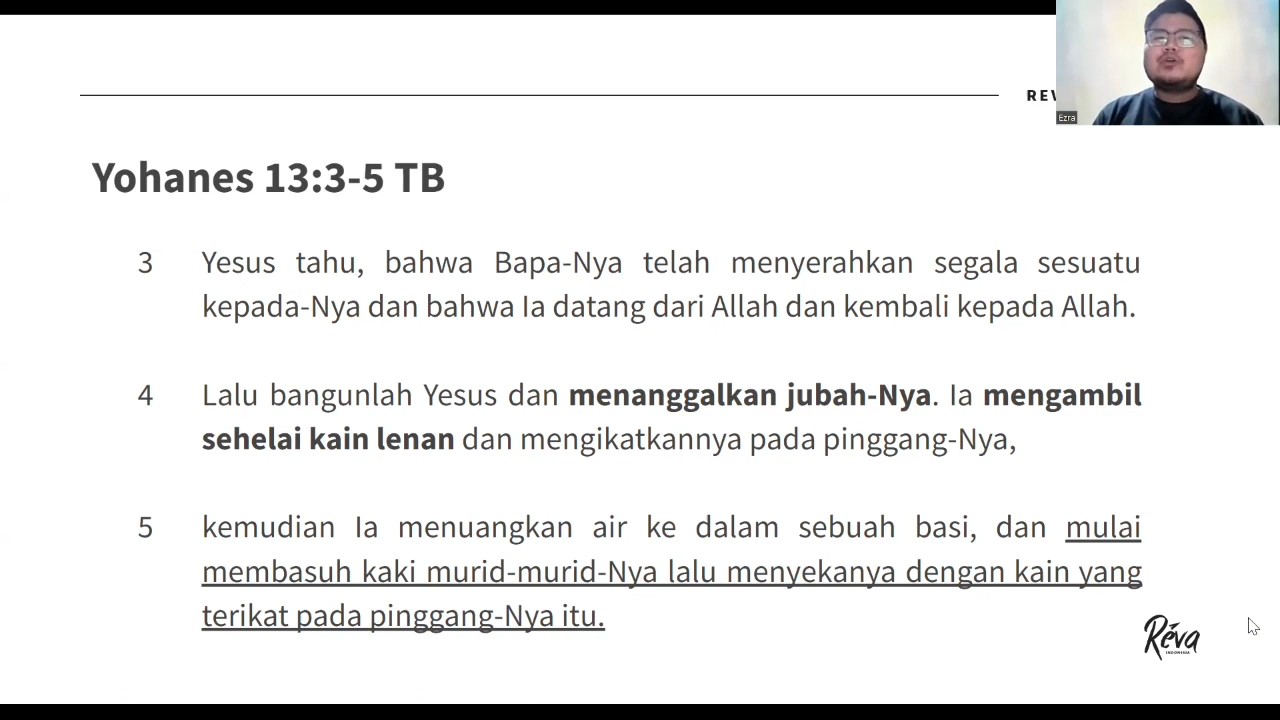 Ezra
Yohanes 13:3-5 TB
3 Yesus tahu, bahwa Bapa-Nya telah menyerahkan segala sesuatu
kepada-Nya dan bahwa Ia datang dari Allah dan kembali kepada Allah.
4 Lalu bangunlah Yesus dan menanggalkan jubah-Nya. Ia mengambil
sehelai kain lenan dan mengikatkannya pada pinggang-Nya,
5 kemudian Ia menuangkan air ke dalam sebuah basi, dan mulai
membasuh kaki murid-murid-Nya lalu menyekanya dengan kain yang
terikat pada pinggang-Nya itu.
Réva
INDONESIA